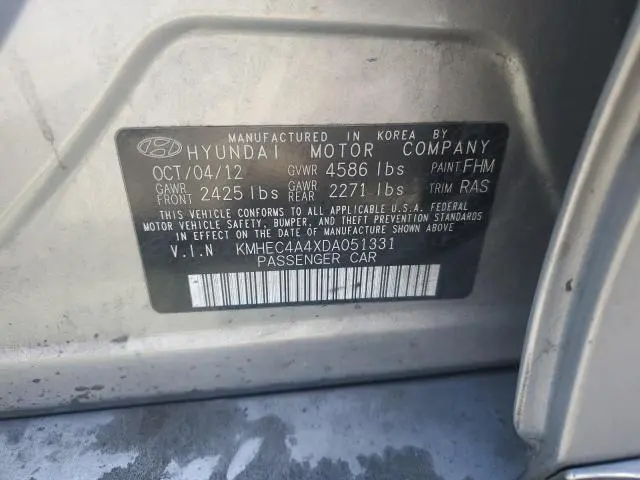 MANUFACTURED IN KOREA BY
HYUNDAI MOTOR COMPANY
OCT/04/12 GVWR 4586 lbs PAINT FHM
GAWR FRONT 2425 lbs GAWR REAR 2271 lbs TRIM RAS
THIS VEHICLE CONFORMS TO ALL APPLICABLE U.S.A. FEDERAL
MOTOR VEHICLE SAFETY, BUMPER, AND THEFT PREVENTION STANDARDS
IN EFFECT ON THE DATE OF MANUFACTURE SHOWN ABOVE
V.I.N KMHEC4A4XDA051331
PASSENGER CAR